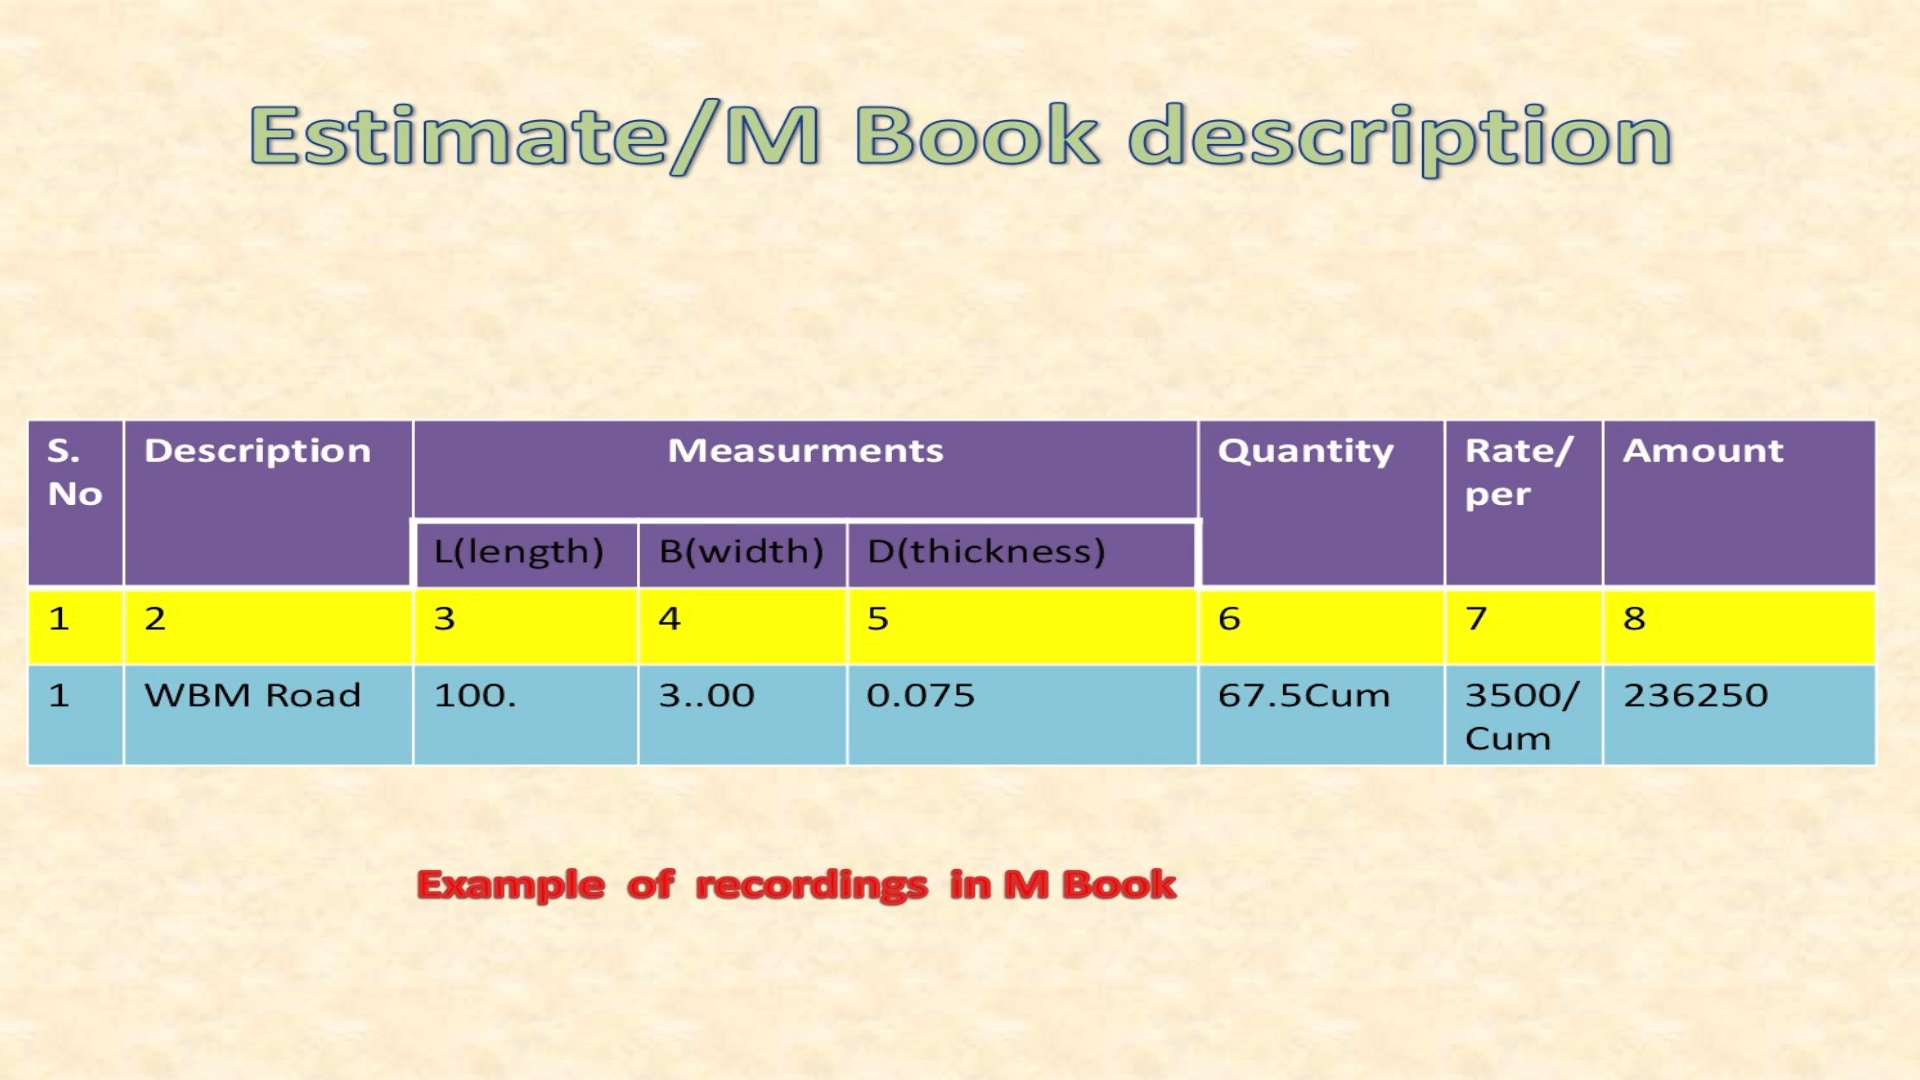 Estimate/M Book description
S. No Description Measurments Quantity Rate/ per Amount
L(length) B(width) D(thickness)
1 2 3 4 5 6 7 8
1 WBM Road 100. 3..00 0.075 67.5Cum 3500/ Cum 236250
Example of recordings in M Book